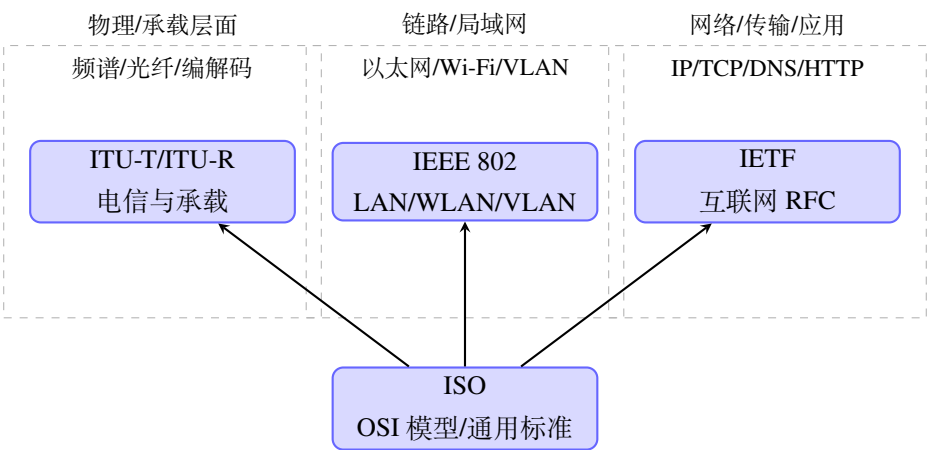 物理/承载层面
链路/局域网
网络/传输/应用
频谱/光纤/编解码
以太网/Wi-Fi/VLAN
IP/TCP/DNS/HTTP
ITU-T/ITU-R
电信与承载
IEEE 802
LAN/WLAN/VLAN
IETF
互联网 RFC
ISO
OSI 模型/通用标准